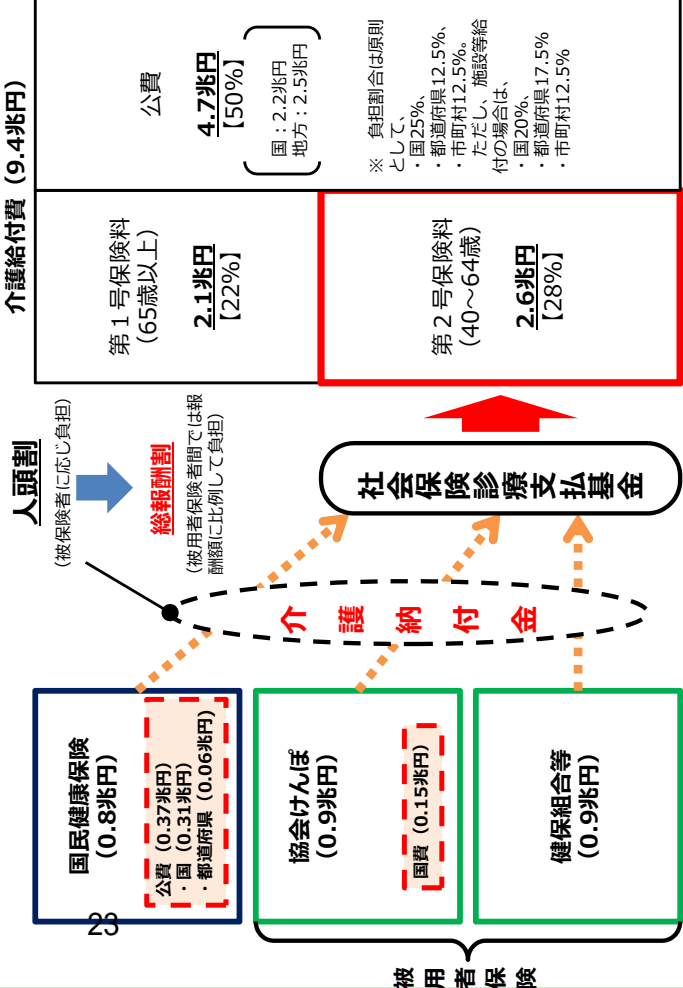 介護給付費（9.4兆円）
人頭割
（被保険者に応じ負担）
総報酬割
（被用者保険者間では報
酬額に比例して負担）
国民健康保険
（0.8兆円）
公費（0.37兆円）
・国（0.31兆円）
・都道府県（0.06兆円）
協会けんぽ
（0.9兆円）
国費（0.15兆円）
健保組合等
（0.9兆円）
被用者保険
介護納付金
社会保険診療支払基金
第１号保険料
（65歳以上）
2.1兆円
【22%】
第２号保険料
（40～64歳）
2.6兆円
【28%】
公費
4.7兆円
【50%】
国：2.2兆円
地方：2.5兆円
※　負担割合は原則
として、
・国25%、
・都道府県12.5%、
・市町村12.5%。
ただし、施設等給
付の場合は、
・国20%、
・都道府県17.5%
・市町村12.5%
23